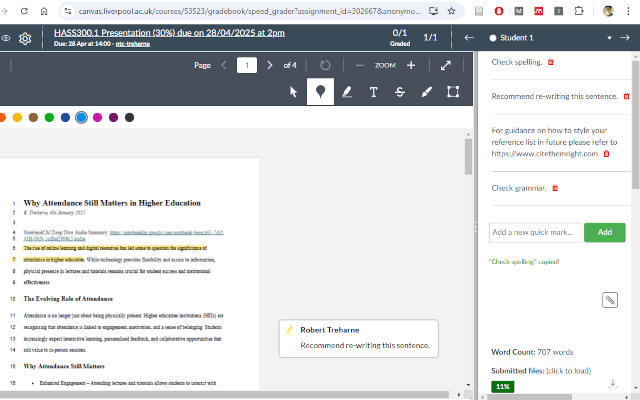 canvas.liverpool.ac.uk/courses/53523/gradebook/speed_grader?assignment_id=302667&anonymo...
HASS300.1 Presentation (30%) due on 28/04/2025 at 2pm
Due: 28 Apr at 14:00 - ptc-treharne
0/1
Graded
1/1
Student 1
Page
1
of 4
ZOOM
Check spelling.
Recommend re-writing this sentence.
For guidance on how to style your
reference list in future please refer to
https://www.citethemright.com
Check grammar.
Add a new quick mark...
Add
"Check spelling." copied!
1 Why Attendance Still Matters in Higher Education
2 R. Treharne, 6th January 2025
3
4 NotebookLM Deep Dive Audio Summary:
6 The rise of online learning and digital resources has led some to question the significance of
7 attendance in higher education. While technology provides flexibility and access to information,
8 physical presence in lectures and tutorials remains crucial for student success and institutional
9 effectiveness.
10 The Evolving Role of Attendance
11 Attendance is no longer just about being physically present. Higher education institutions (HEIs) are
12 recognising that attendance is linked to engagement, motivation, and a sense of belonging. Students
13 increasingly expect interactive learning, personalised feedback, and collaborative opportunities that
14 add value to in-person sessions.
15 Why Attendance Still Matters
16 • Enhanced Engagement – Attending lectures and tutorials allows students to interact with
Robert Treharne
Recommend re-writing this sentence.
Word Count: 707 words
Submitted files: (click to load)
11%